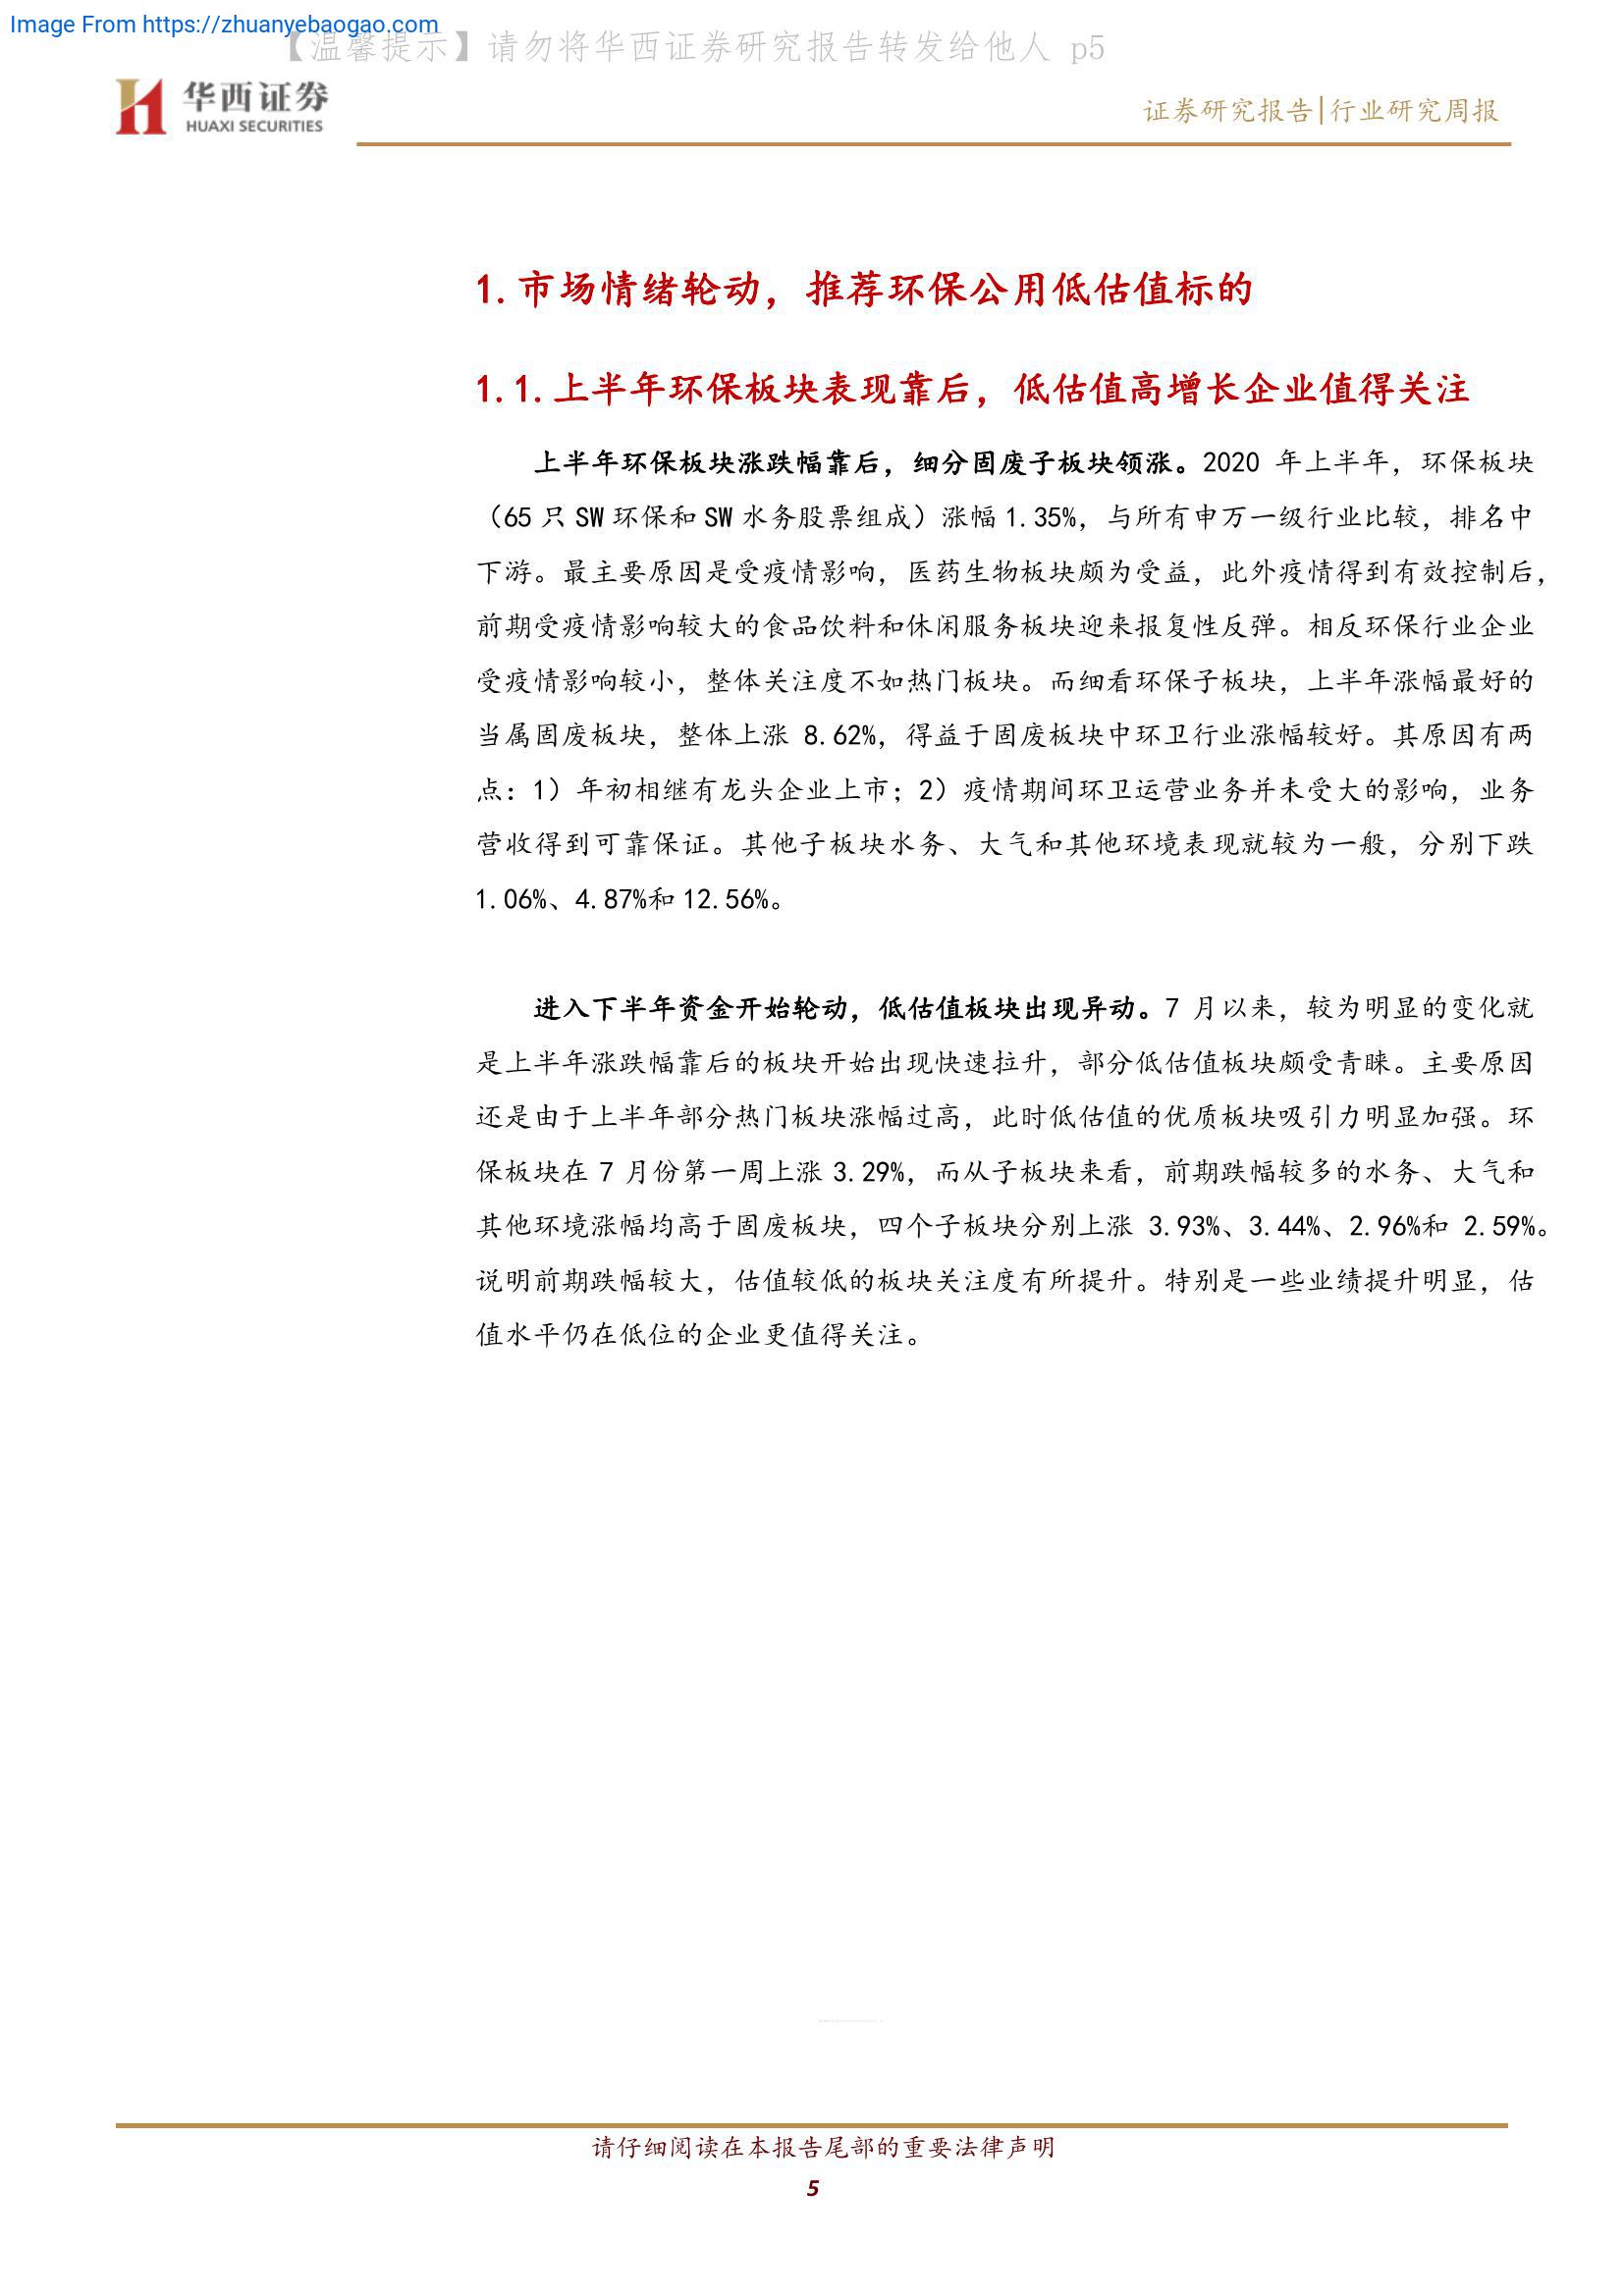 Image From https://zhuanyebaogao.com
【温馨提示】请勿将华西证券研究报告转发给他人 p5
华西证券
HUAXI SECURITIES
证券研究报告|行业研究周报
1.市场情绪轮动，推荐环保公用低估值标的
1.1.上半年环保板块表现靠后，低估值高增长企业值得关注
上半年环保板块涨跌幅靠后，细分固废子板块领涨。2020 年上半年，环保板块
（65 只 SW 环保和 SW 水务股票组成）涨幅 1.35%，与所有申万一级行业比较，排名中
下游。最主要原因是受疫情影响，医药生物板块颇为受益，此外疫情得到有效控制后，
前期受疫情影响较大的食品饮料和休闲服务板块迎来报复性反弹。相反环保行业企业
受疫情影响较小，整体关注度不如热门板块。而细看环保子板块，上半年涨幅最好的
当属固废板块，整体上涨 8.62%，得益于固废板块中环卫行业涨幅较好。其原因有两
点：1）年初相继有龙头企业上市；2）疫情期间环卫运营业务并未受大的影响，业务
营收得到可靠保证。其他子板块水务、大气和其他环境表现就较为一般，分别下跌
1.06%、4.87%和 12.56%。
进入下半年资金开始轮动，低估值板块出现异动。7 月以来，较为明显的变化就
是上半年涨跌幅靠后的板块开始出现快速拉升，部分低估值板块颇受青睐。主要原因
还是由于上半年部分热门板块涨幅过高，此时低估值的优质板块吸引力明显加强。环
保板块在 7 月份第一周上涨 3.29%，而从子板块来看，前期跌幅较多的水务、大气和
其他环境涨幅均高于固废板块，四个子板块分别上涨 3.93%、3.44%、2.96%和 2.59%。
说明前期跌幅较大，估值较低的板块关注度有所提升。特别是一些业绩提升明显，估
值水平仍在低位的企业更值得关注。
请仔细阅读在本报告尾部的重要法律声明
5